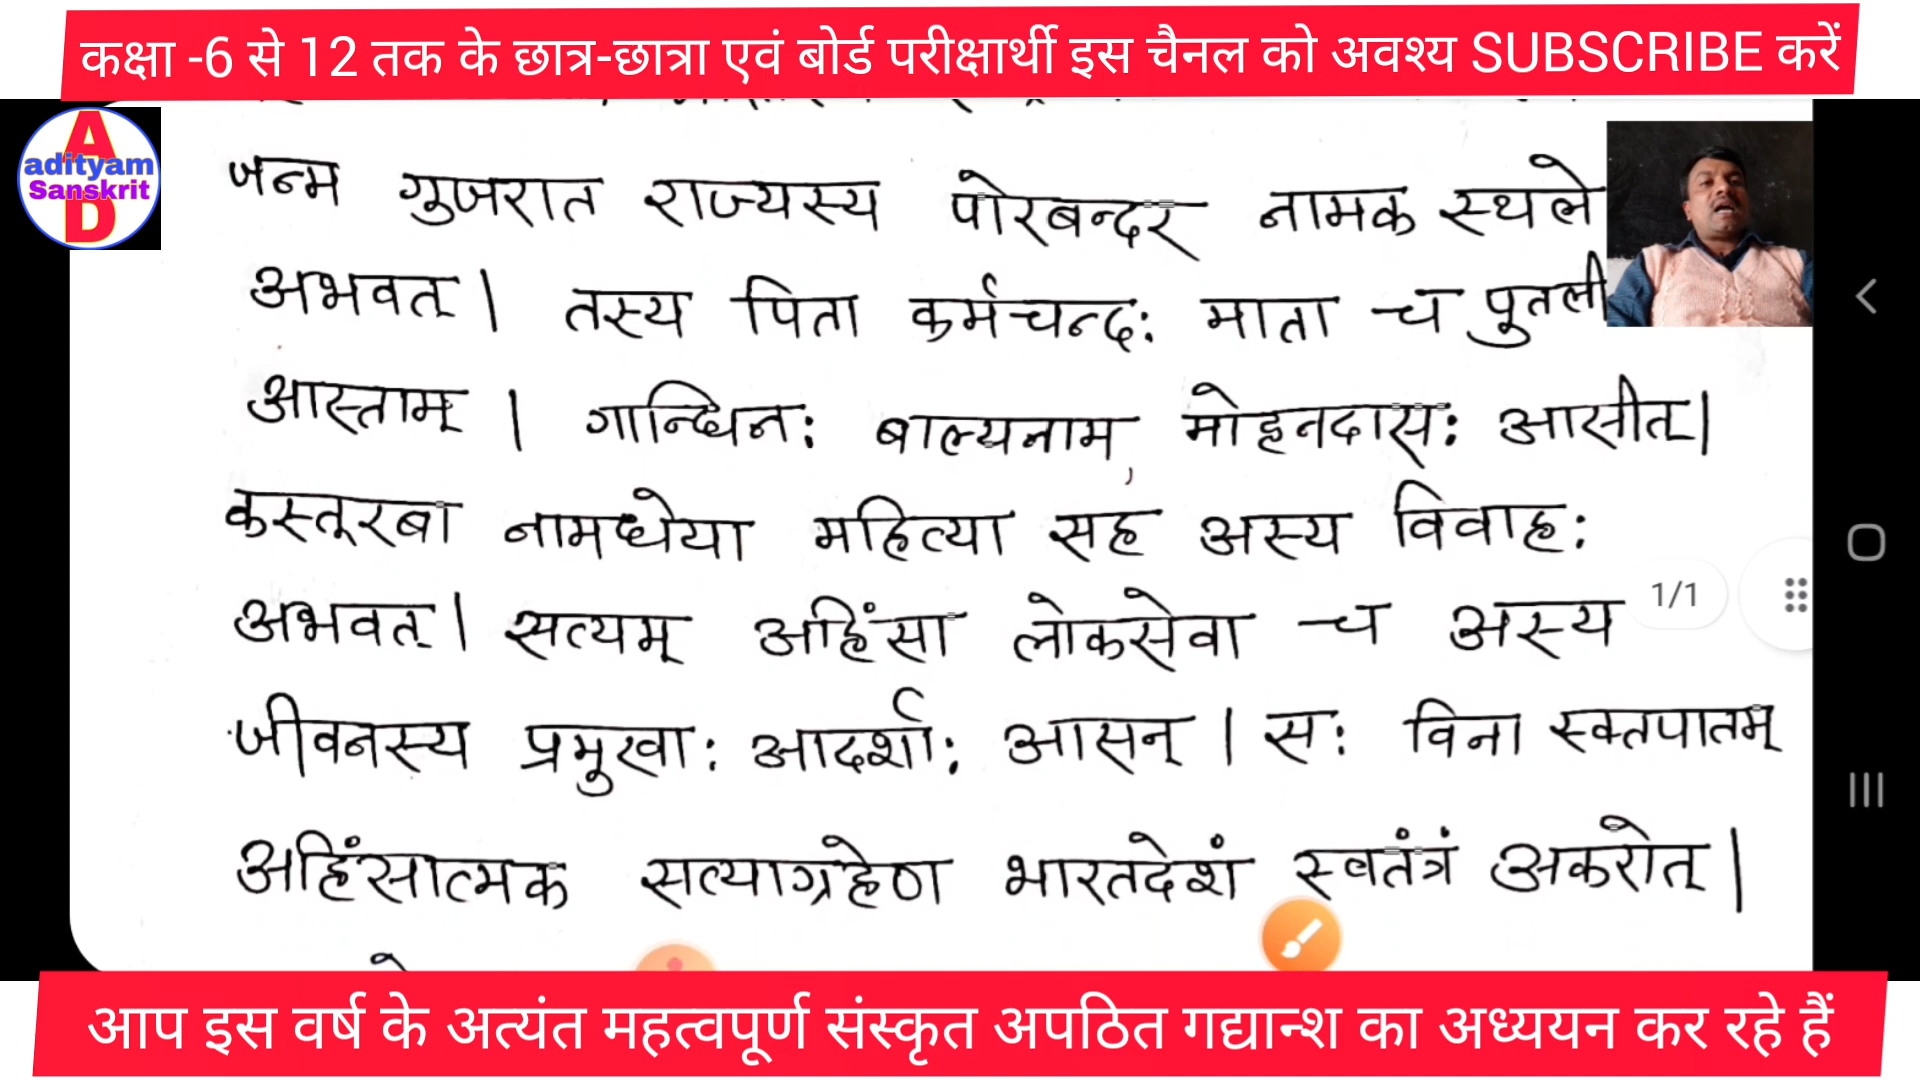 कक्षा -6 से 12 तक के छात्र-छात्रा एवं बोर्ड परीक्षार्थी इस चैनल को अवश्य SUBSCRIBE करें
A
adityam
Sanskrit
D
जन्म गुजरात राज्यस्य पोरबन्दर नामक स्थले
अभवत् । तस्य पिता कर्मचन्दः माता च पुतली
आस्ताम् । गान्धिनः बाल्यनाम मोहनदासः आसीत् ।
कस्तूरबा नामधेया महित्या सह अस्य विवाहः
अभवत् । सत्यम् अहिंसा लोकसेवा च अस्य
1/1
जीवनस्य प्रमुखाः आदर्शाः आसन् । सः विना रक्तपातम्
अहिंसात्मक सत्याग्रहेण भारतदेशं स्वतंत्रं अकरोत् ।
आप इस वर्ष के अत्यंत महत्वपूर्ण संस्कृत अपठित गद्यान्श का अध्ययन कर रहे हैं